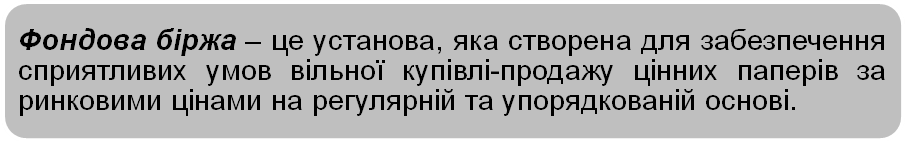 Фондова біржа – це установа, яка створена для забезпечення
сприятливих умов вільної купівлі-продажу цінних паперів за
ринковими цінами на регулярній та упорядкованій основі.